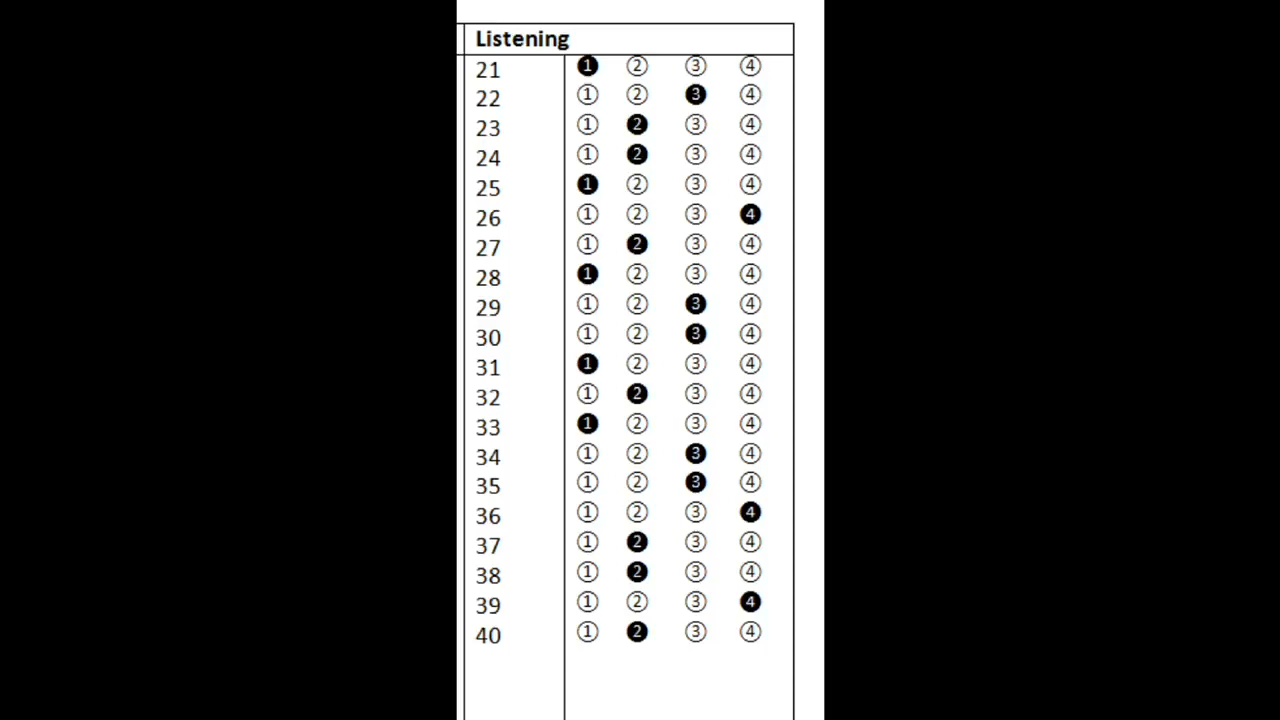 Listening
21 ❶ ② ③ ④
22 ① ② ❸ ④
23 ① ❷ ③ ④
24 ① ❷ ③ ④
25 ❶ ② ③ ④
26 ① ② ③ ❹
27 ① ❷ ③ ④
28 ❶ ② ③ ④
29 ① ② ❸ ④
30 ① ② ❸ ④
31 ❶ ② ③ ④
32 ① ❷ ③ ④
33 ❶ ② ③ ④
34 ① ② ❸ ④
35 ① ② ❸ ④
36 ① ② ③ ❹
37 ① ❷ ③ ④
38 ① ❷ ③ ④
39 ① ② ③ ❹
40 ① ❷ ③ ④